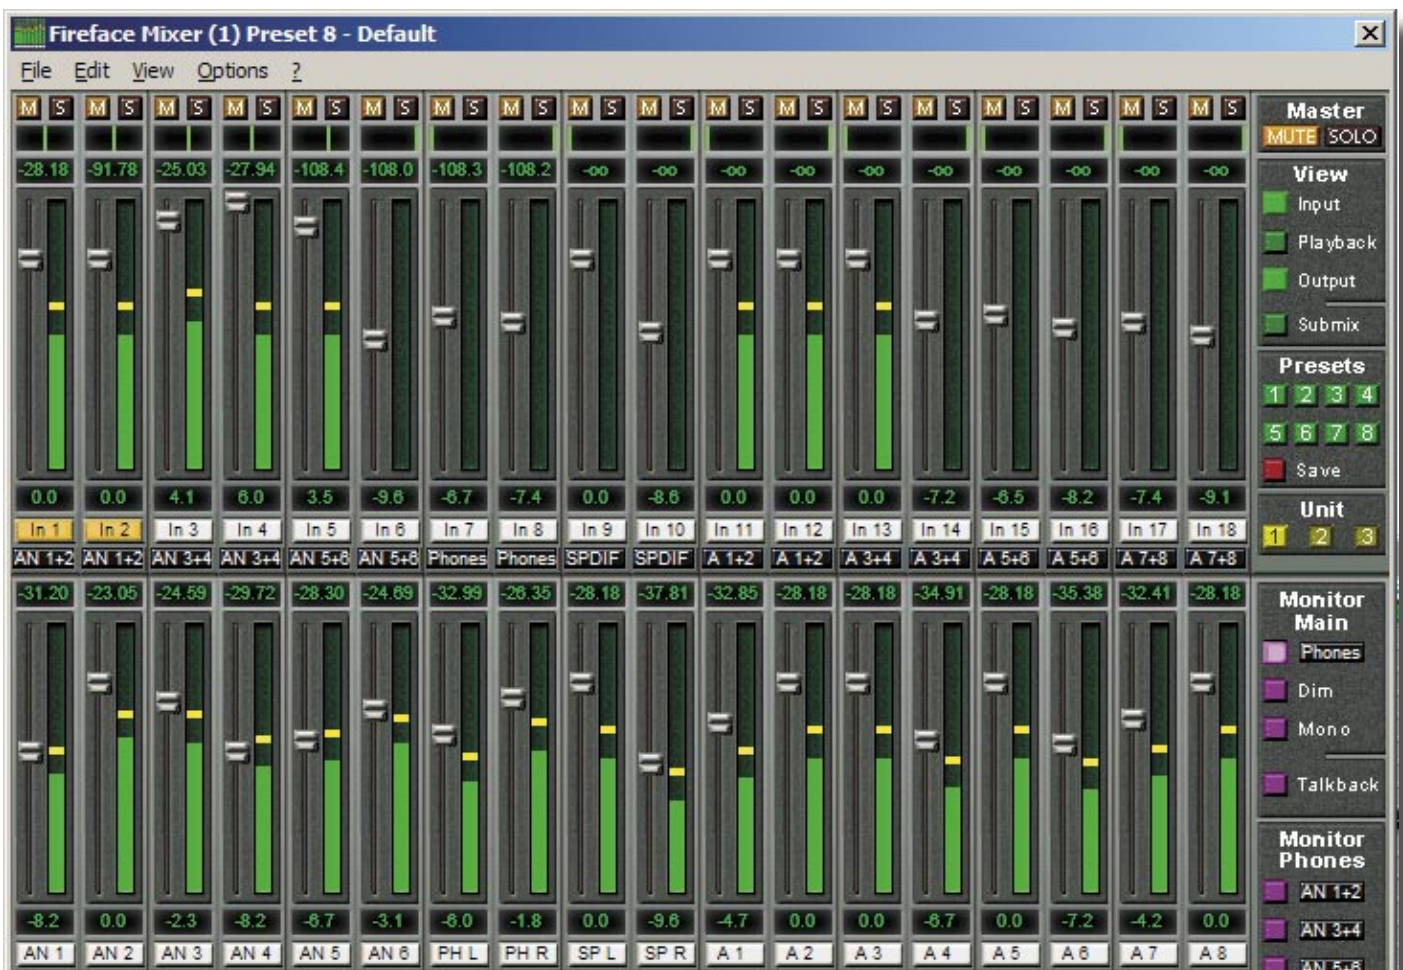 Fireface Mixer (1) Preset 8 - Default
File Edit View Options ?
M S M S M S M S M S M S M S M S M S M S M S M S M S M S M S M S M S M S
-28.18 -91.78 -25.03 -27.94 -108.4 -108.0 -108.3 -108.2 -oo -oo -oo -oo -oo -oo -oo -oo -oo -oo
0.0 0.0 4.1 6.0 3.5 -9.6 -6.7 -7.4 0.0 -8.6 0.0 0.0 0.0 -7.2 -6.5 -8.2 -7.4 -9.1
In 1 In 2 In 3 In 4 In 5 In 6 In 7 In 8 In 9 In 10 In 11 In 12 In 13 In 14 In 15 In 16 In 17 In 18
AN 1+2 AN 1+2 AN 3+4 AN 3+4 AN 5+6 AN 5+6 Phones Phones SPDIF SPDIF A 1+2 A 1+2 A 3+4 A 3+4 A 5+6 A 5+6 A 7+8 A 7+8
-31.20 -23.05 -24.59 -29.72 -28.30 -24.69 -32.99 -26.35 -28.18 -37.81 -32.85 -28.18 -28.18 -34.91 -28.18 -35.38 -32.41 -28.18
-8.2 0.0 -2.3 -8.2 -6.7 -3.1 -6.0 -1.8 0.0 -9.6 -4.7 0.0 0.0 -6.7 0.0 -7.2 -4.2 0.0
AN 1 AN 2 AN 3 AN 4 AN 5 AN 6 PH L PH R SP L SP R A 1 A 2 A 3 A 4 A 5 A 6 A 7 A 8
Master
MUTE SOLO
View
Input
Playback
Output
Submix
Presets
1 2 3 4
5 6 7 8
Save
Unit
1 2 3
Monitor
Main
Phones
Dim
Mono
Talkback
Monitor
Phones
AN 1+2
AN 3+4
AN 5+6